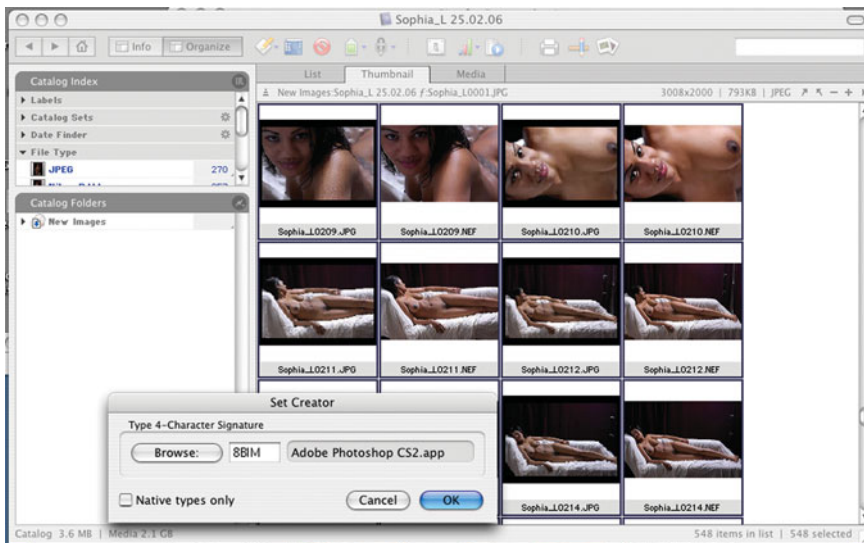 Sophia_L 25.02.06
Info
Organize
Catalog Index
Labels
Catalog Sets
Date Finder
File Type
JPEG 270
Catalog Folders
New Images
List
Thumbnail
Media
New Images:Sophia_L 25.02.06 ƒ:Sophia_L0001.JPG
3008x2000 | 793KB | JPEG
Sophia_L0209.JPG
Sophia_L0209.NEF
Sophia_L0210.JPG
Sophia_L0210.NEF
Sophia_L0211.JPG
Sophia_L0211.NEF
Sophia_L0212.JPG
Sophia_L0212.NEF
Set Creator
Type 4-Character Signature
Browse:
8BIM
Adobe Photoshop CS2.app
Native types only
Cancel
OK
Sophia_L0214.JPG
Sophia_L0214.NEF
Catalog 3.6 MB | Media 2.1 GB
548 items in list | 548 selected